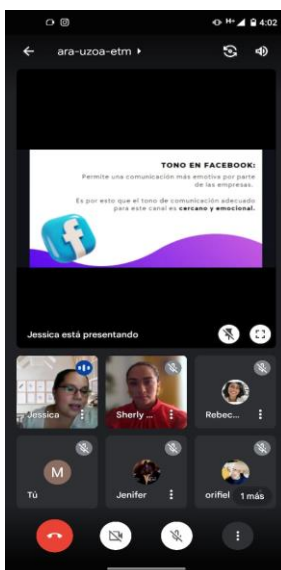 4:02
ara-uzoa-etm
TONO EN FACEBOOK:
Permite una comunicación más emotiva por parte
de las empresas.
Es por esto que el tono de comunicación adecuado
para este canal es cercano y emocional.
Jessica está presentando
Jessica
Sherly ...
Rebec...
M
Tú
Jenifer
orifiel
1 más